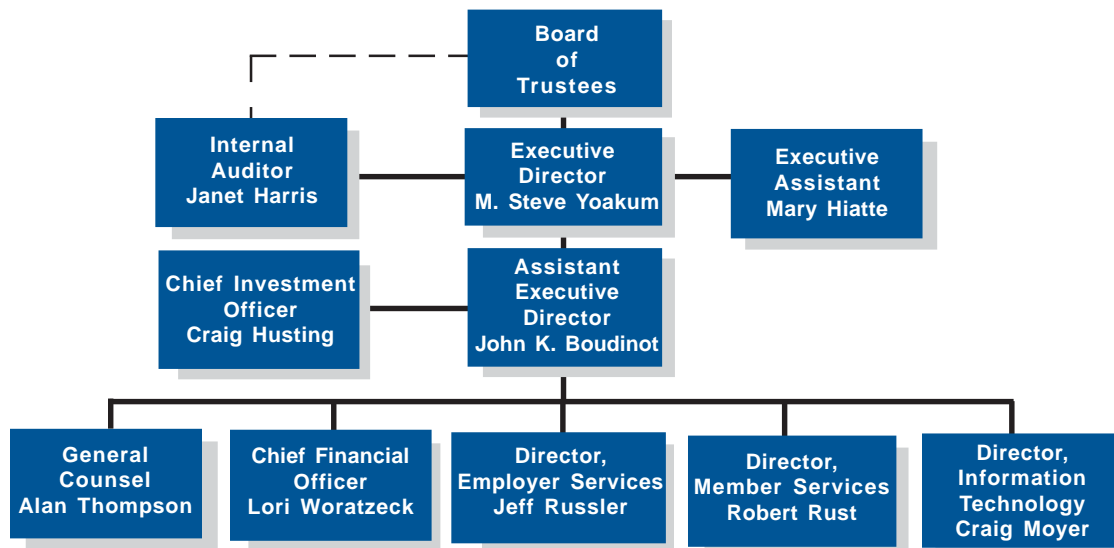 Board
of
Trustees
Internal
Auditor
Janet Harris
Executive
Director
M. Steve Yoakum
Executive
Assistant
Mary Hiatte
Chief Investment
Officer
Craig Husting
Assistant
Executive
Director
John K. Boudinot
General
Counsel
Alan Thompson
Chief Financial
Officer
Lori Woratzeck
Director,
Employer Services
Jeff Russler
Director,
Member Services
Robert Rust
Director,
Information
Technology
Craig Moyer